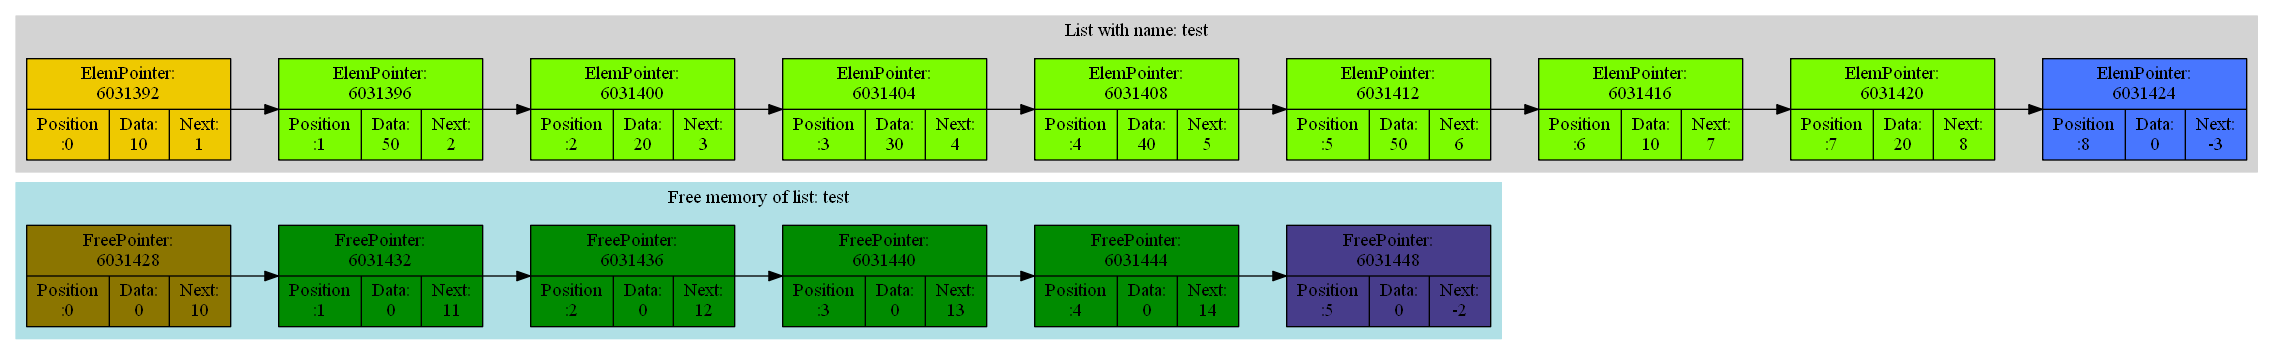 List with name: test
ElemPointer:
6031392
Position
:0
Data:
10
Next:
1
ElemPointer:
6031396
Position
:1
Data:
50
Next:
2
ElemPointer:
6031400
Position
:2
Data:
20
Next:
3
ElemPointer:
6031404
Position
:3
Data:
30
Next:
4
ElemPointer:
6031408
Position
:4
Data:
40
Next:
5
ElemPointer:
6031412
Position
:5
Data:
50
Next:
6
ElemPointer:
6031416
Position
:6
Data:
10
Next:
7
ElemPointer:
6031420
Position
:7
Data:
20
Next:
8
ElemPointer:
6031424
Position
:8
Data:
0
Next:
-3
Free memory of list: test
FreePointer:
6031428
Position
:0
Data:
0
Next:
10
FreePointer:
6031432
Position
:1
Data:
0
Next:
11
FreePointer:
6031436
Position
:2
Data:
0
Next:
12
FreePointer:
6031440
Position
:3
Data:
0
Next:
13
FreePointer:
6031444
Position
:4
Data:
0
Next:
14
FreePointer:
6031448
Position
:5
Data:
0
Next:
-2